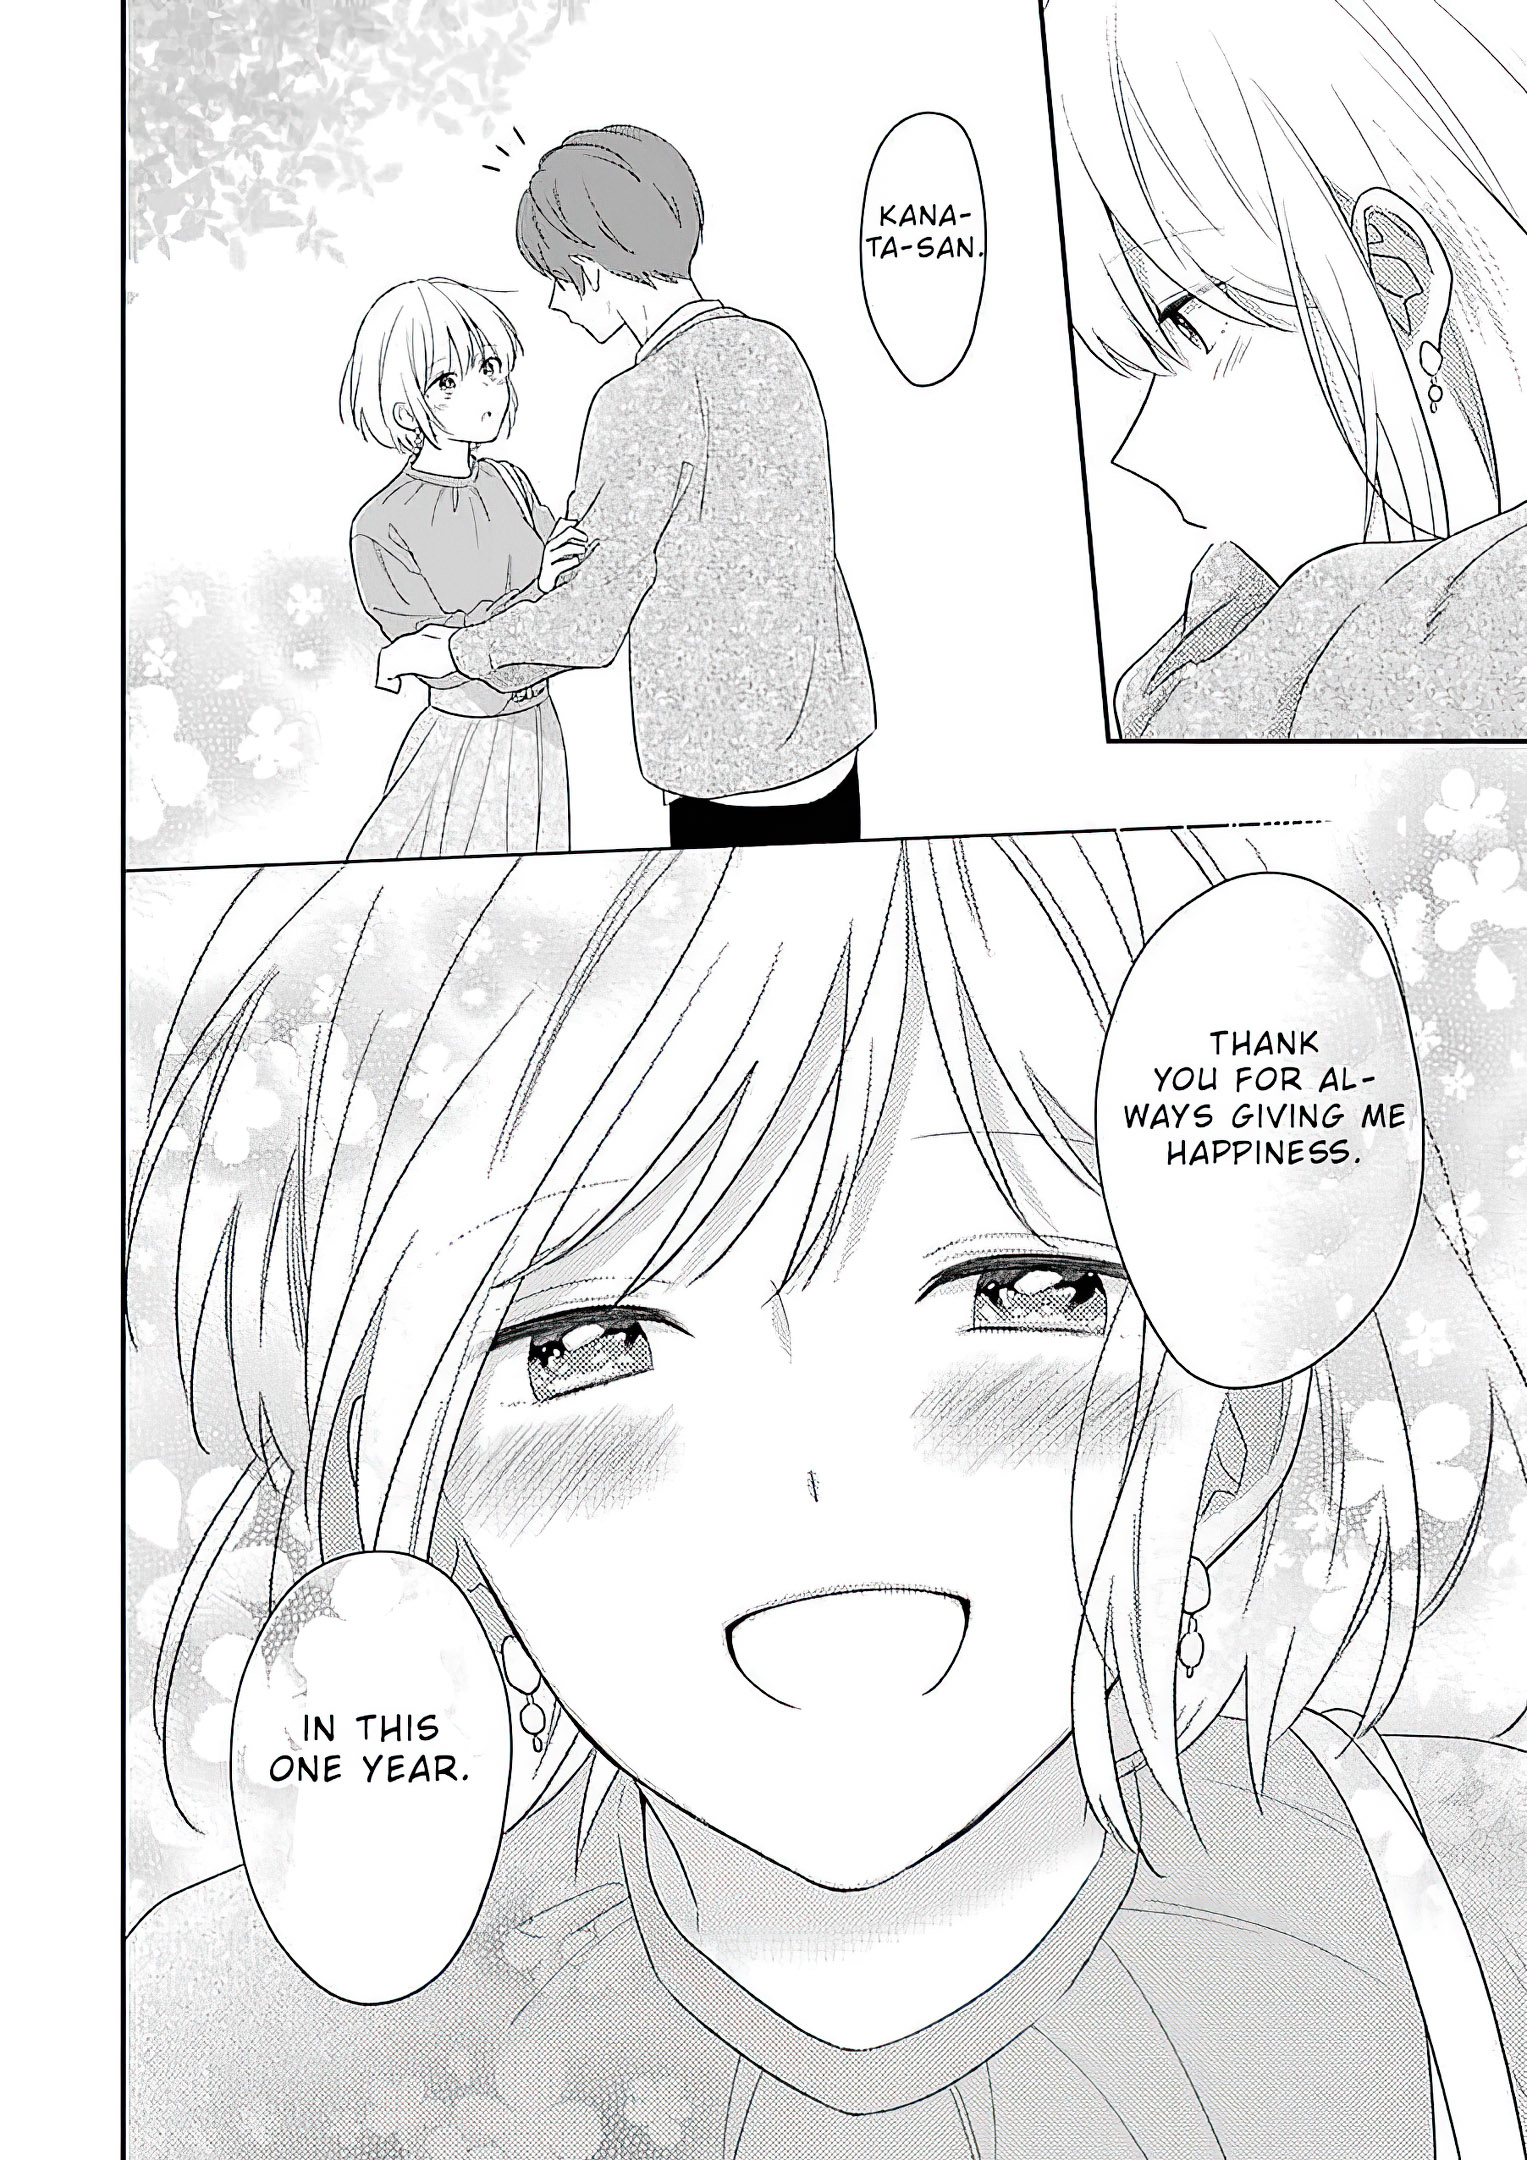 KANA-
TA-SAN.
THANK
YOU FOR AL-
WAYS GIVING ME
HAPPINESS.
IN THIS
ONE YEAR.